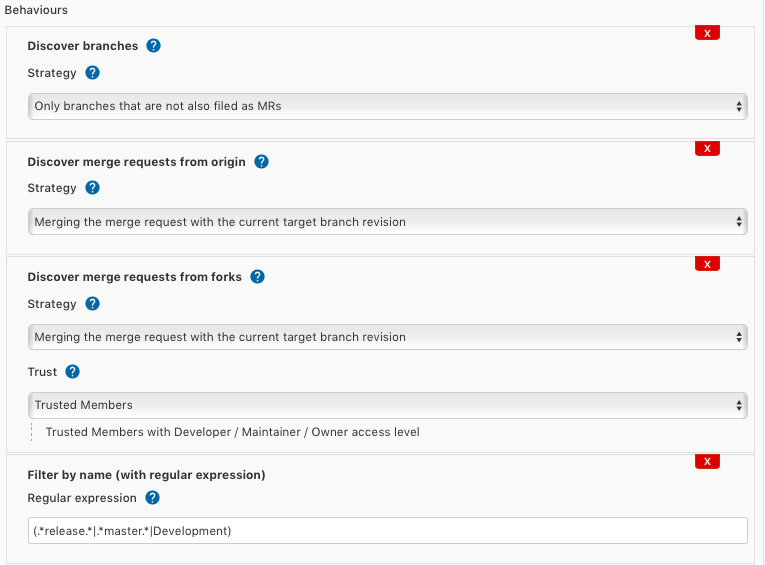 Behaviours
X
Discover branches ?
Strategy ?
Only branches that are not also filed as MRs
X
Discover merge requests from origin ?
Strategy ?
Merging the merge request with the current target branch revision
X
Discover merge requests from forks ?
Strategy ?
Merging the merge request with the current target branch revision
Trust ?
Trusted Members
Trusted Members with Developer / Maintainer / Owner access level
X
Filter by name (with regular expression)
Regular expression ?
(.*release.*|.*master.*|Development)